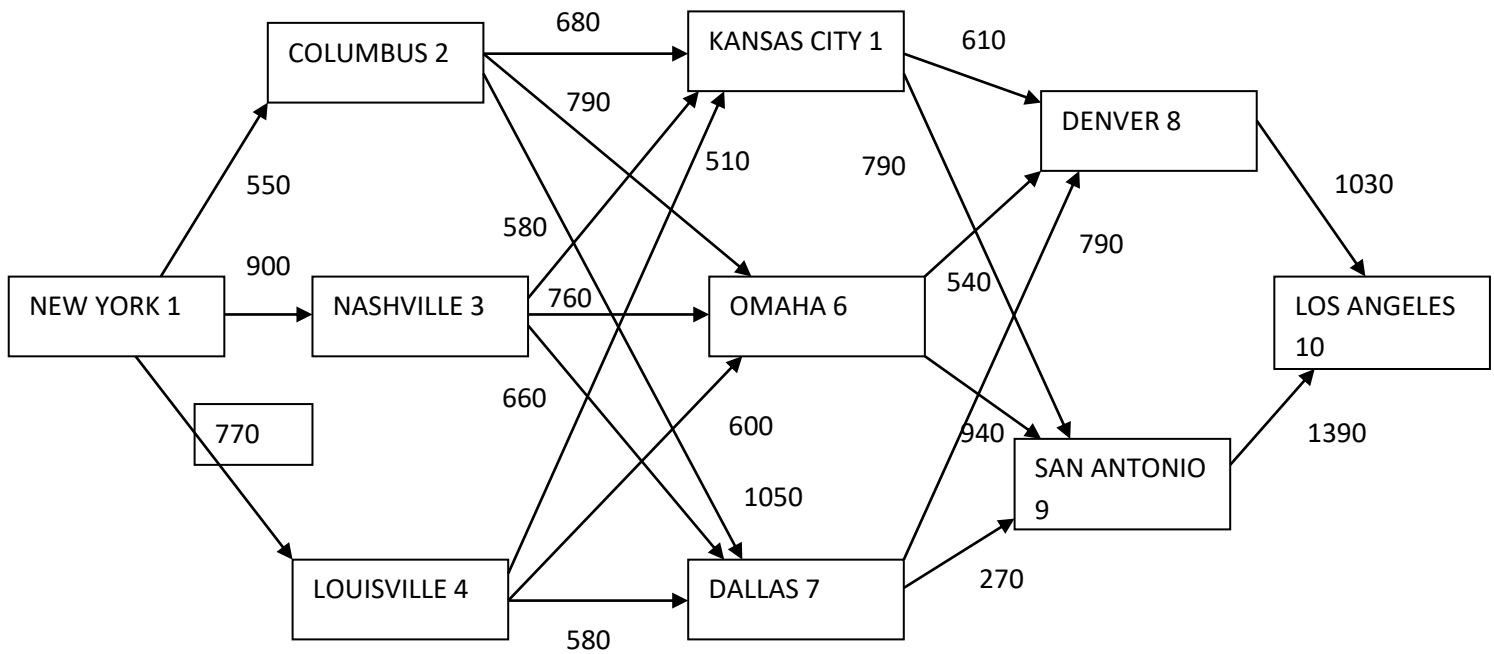 680
KANSAS CITY 1
610
COLUMBUS 2
790
DENVER 8
510
790
550
1030
580
790
900
NEW YORK 1
NASHVILLE 3
760
OMAHA 6
540
LOS ANGELES
10
660
600
940
770
1390
SAN ANTONIO
9
1050
LOUISVILLE 4
DALLAS 7
270
580